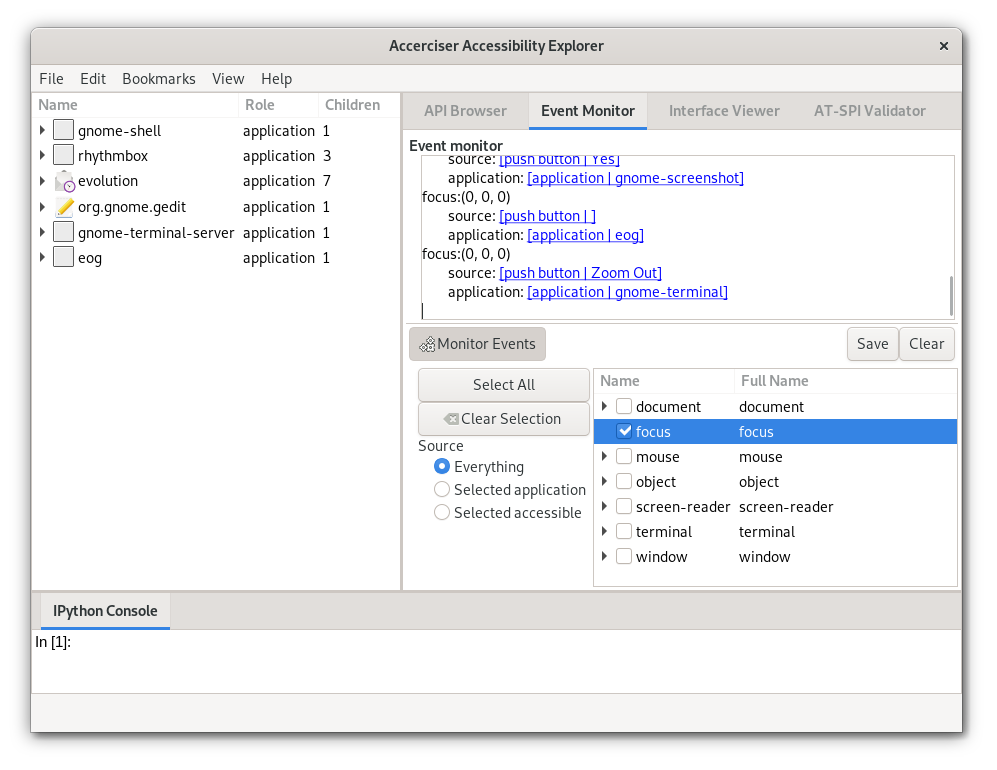 Accerciser Accessibility Explorer
File Edit Bookmarks View Help
Name Role Children
gnome-shell application 1
rhythmbox application 3
evolution application 7
org.gnome.gedit application 1
gnome-terminal-server application 1
eog application 1
API Browser Event Monitor Interface Viewer AT-SPI Validator
Event monitor
source: [push button | Yes]
application: [application | gnome-screenshot]
focus:(0, 0, 0)
source: [push button | ]
application: [application | eog]
focus:(0, 0, 0)
source: [push button | Zoom Out]
application: [application | gnome-terminal]
Monitor Events Save Clear
Select All
Clear Selection
Source
Everything
Selected application
Selected accessible
Name Full Name
document document
focus focus
mouse mouse
object object
screen-reader screen-reader
terminal terminal
window window
IPython Console
In [1]: